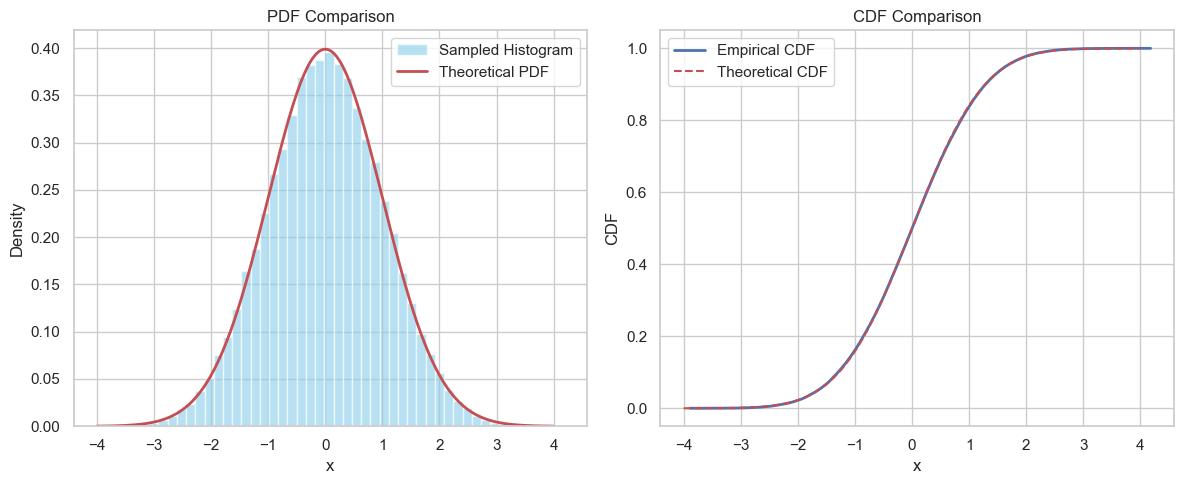 PDF Comparison
Sampled Histogram
Theoretical PDF
0.40
0.35
0.30
0.25
0.20
0.15
0.10
0.05
0.00
Density
−4 −3 −2 −1 0 1 2 3 4
x
CDF Comparison
Empirical CDF
Theoretical CDF
1.0
0.8
0.6
0.4
0.2
0.0
CDF
−4 −3 −2 −1 0 1 2 3 4
x